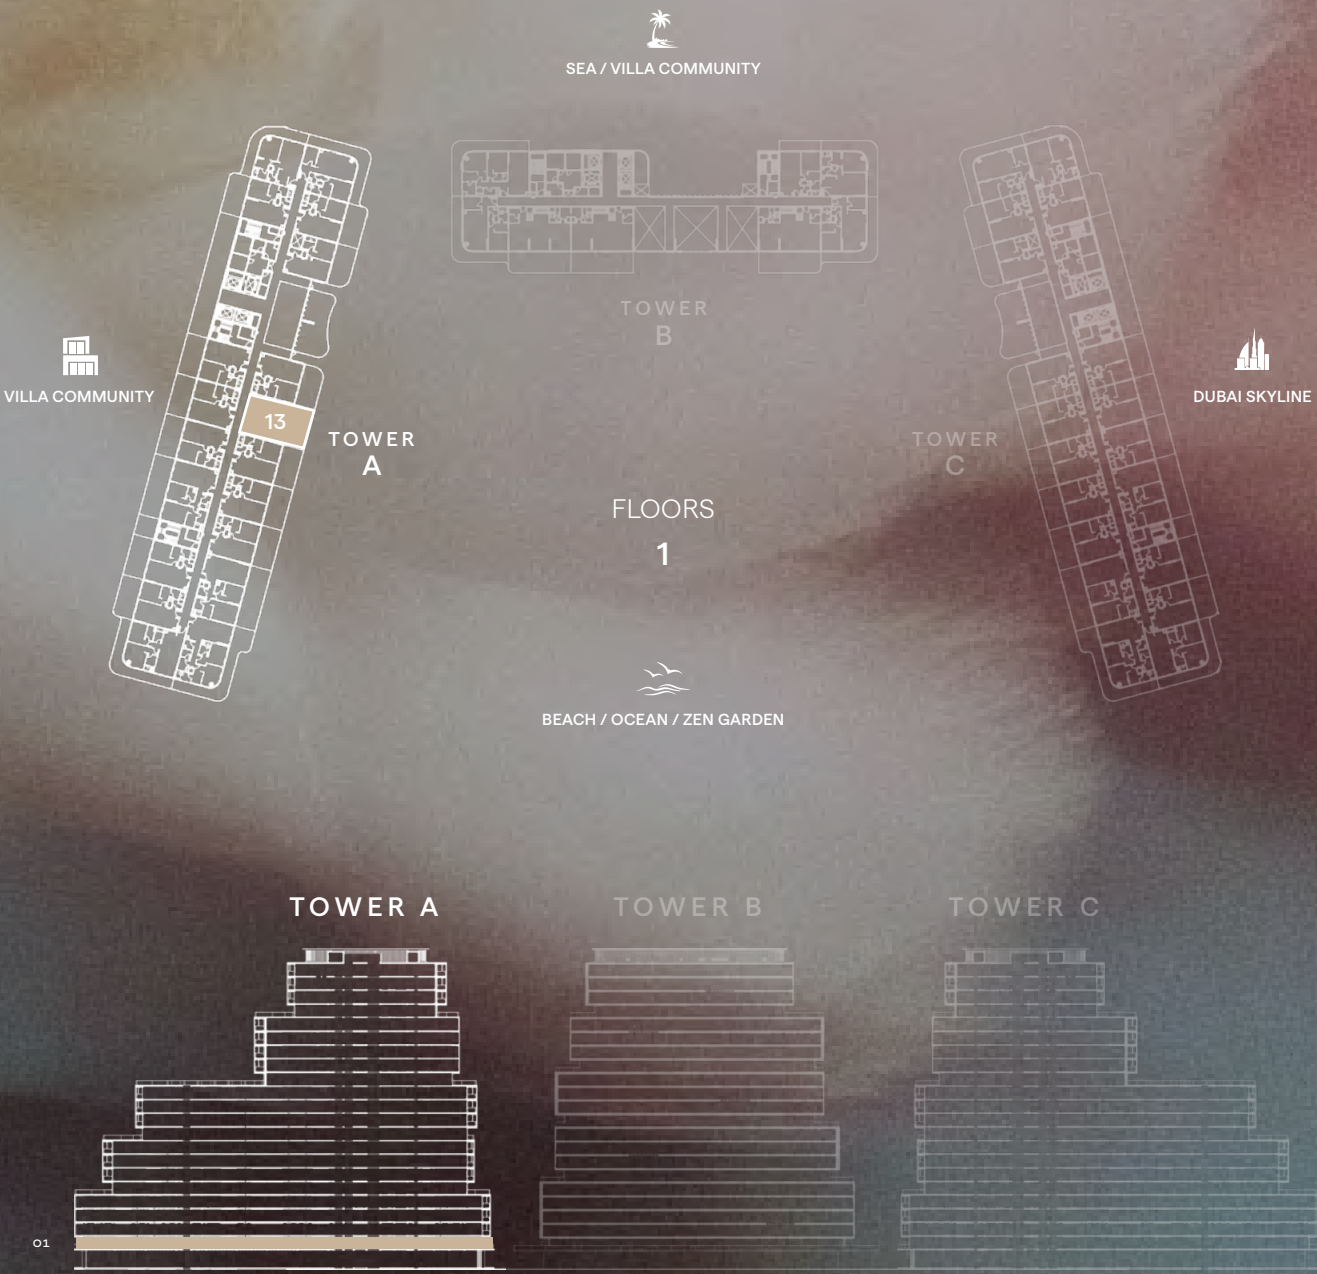 SEA / VILLA COMMUNITY
TOWER
B
VILLA COMMUNITY
DUBAI SKYLINE
13
TOWER
A
TOWER
C
FLOORS
1
BEACH / OCEAN / ZEN GARDEN
TOWER A
TOWER B
TOWER C
01